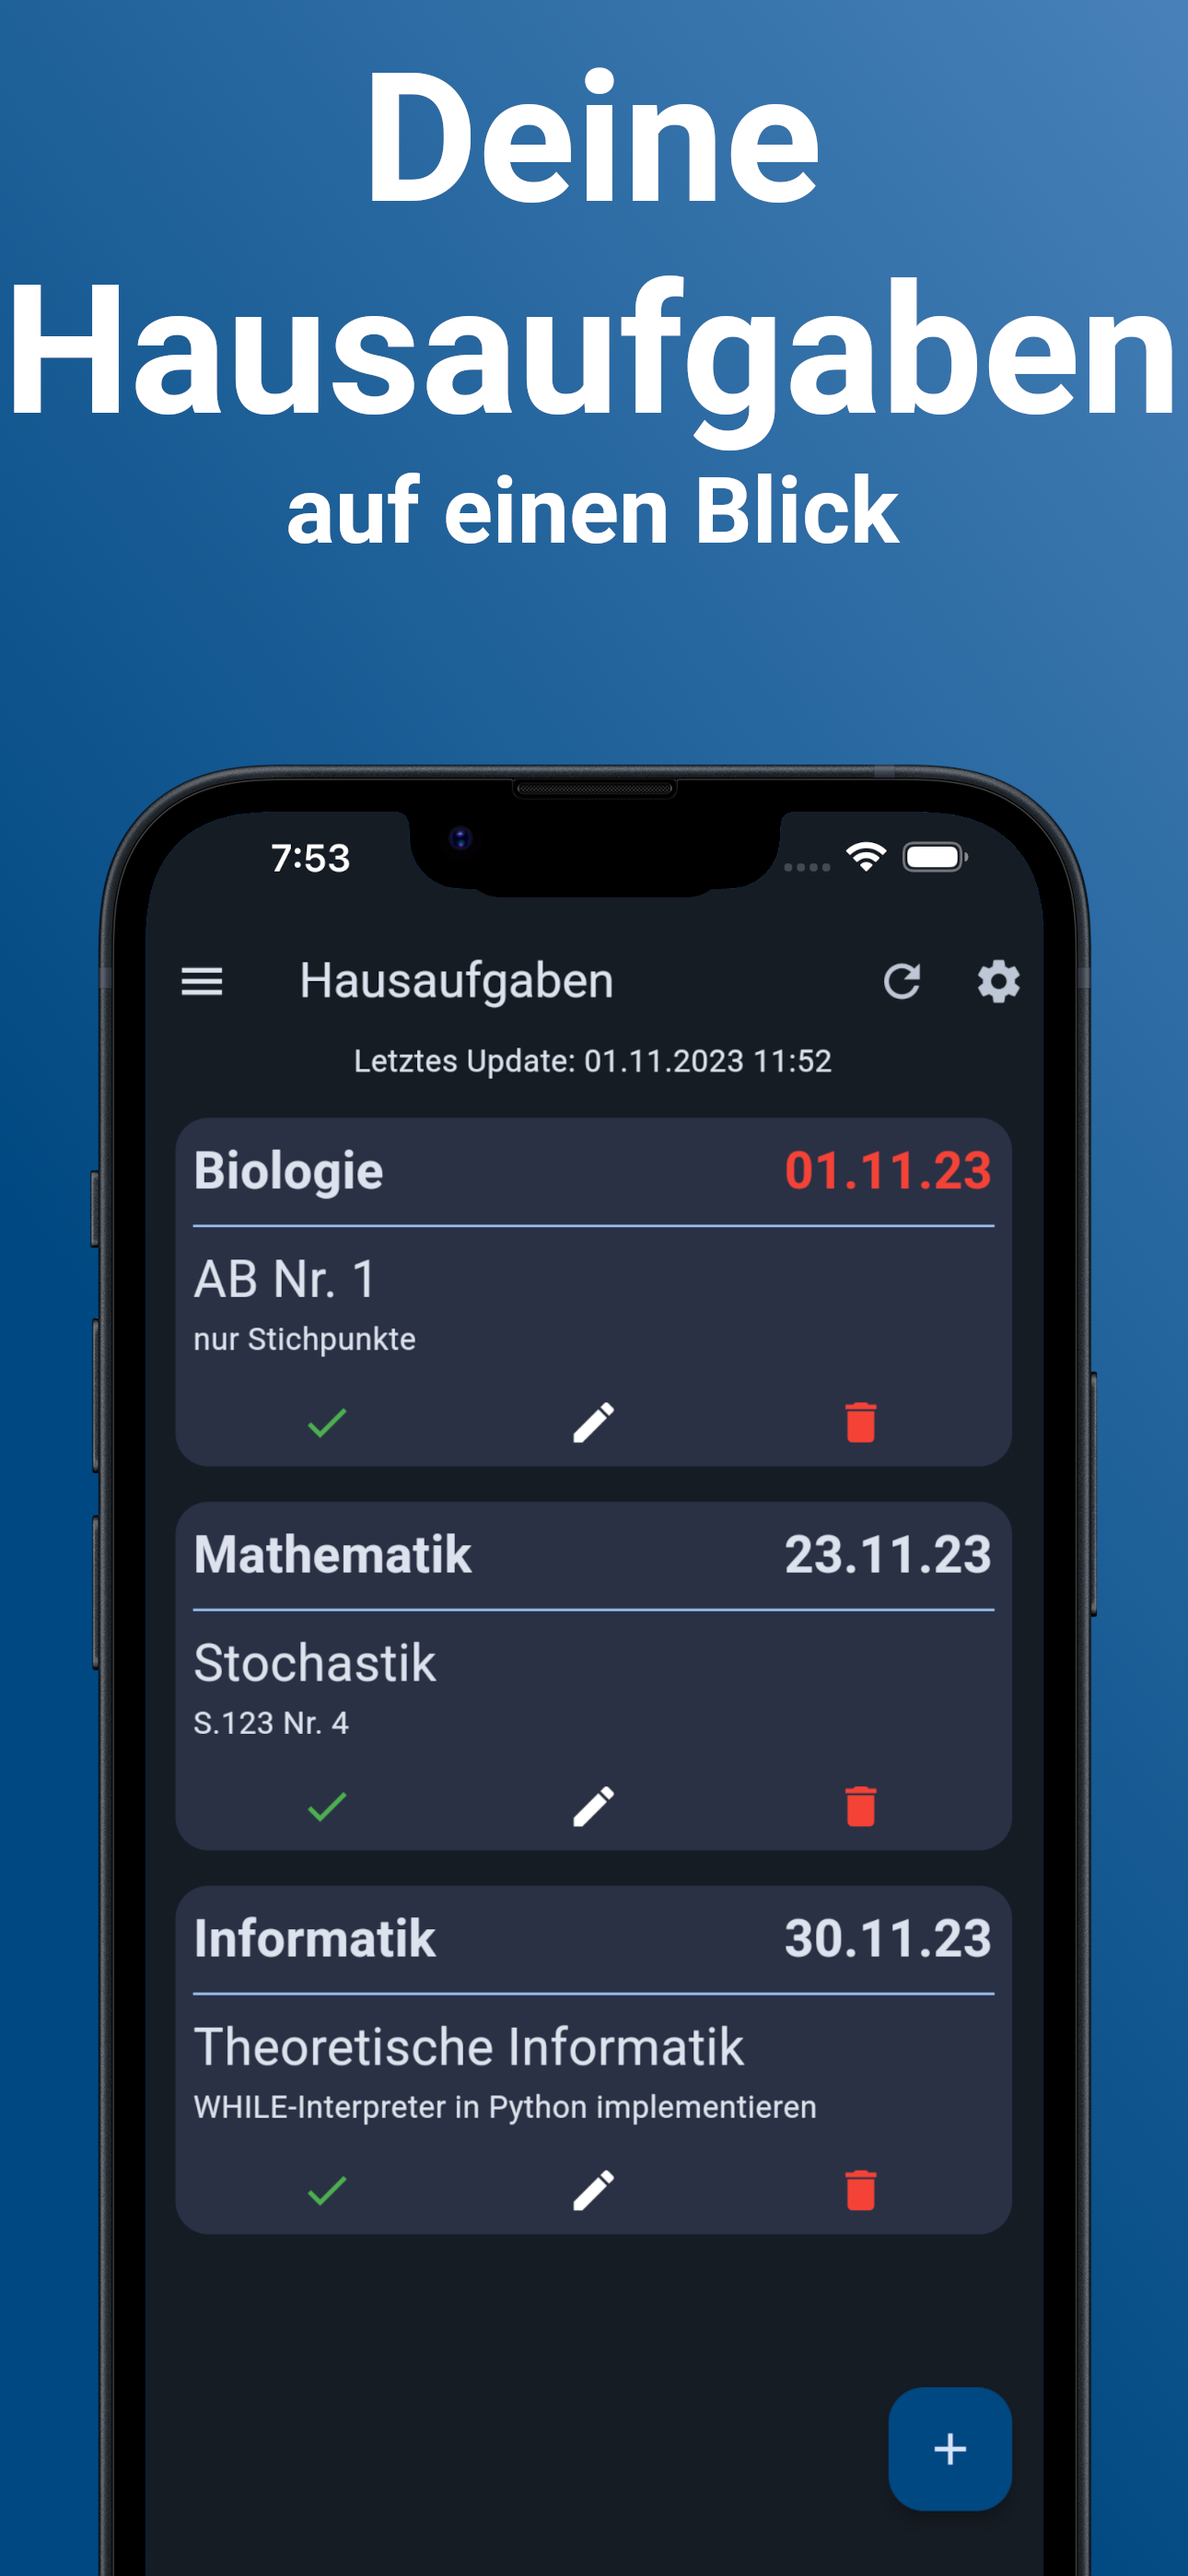 Deine
Hausaufgaben
auf einen Blick
7:53
Hausaufgaben
Letztes Update: 01.11.2023 11:52
Biologie 01.11.23
AB Nr. 1
nur Stichpunkte
Mathematik 23.11.23
Stochastik
S.123 Nr. 4
Informatik 30.11.23
Theoretische Informatik
WHILE-Interpreter in Python implementieren
+